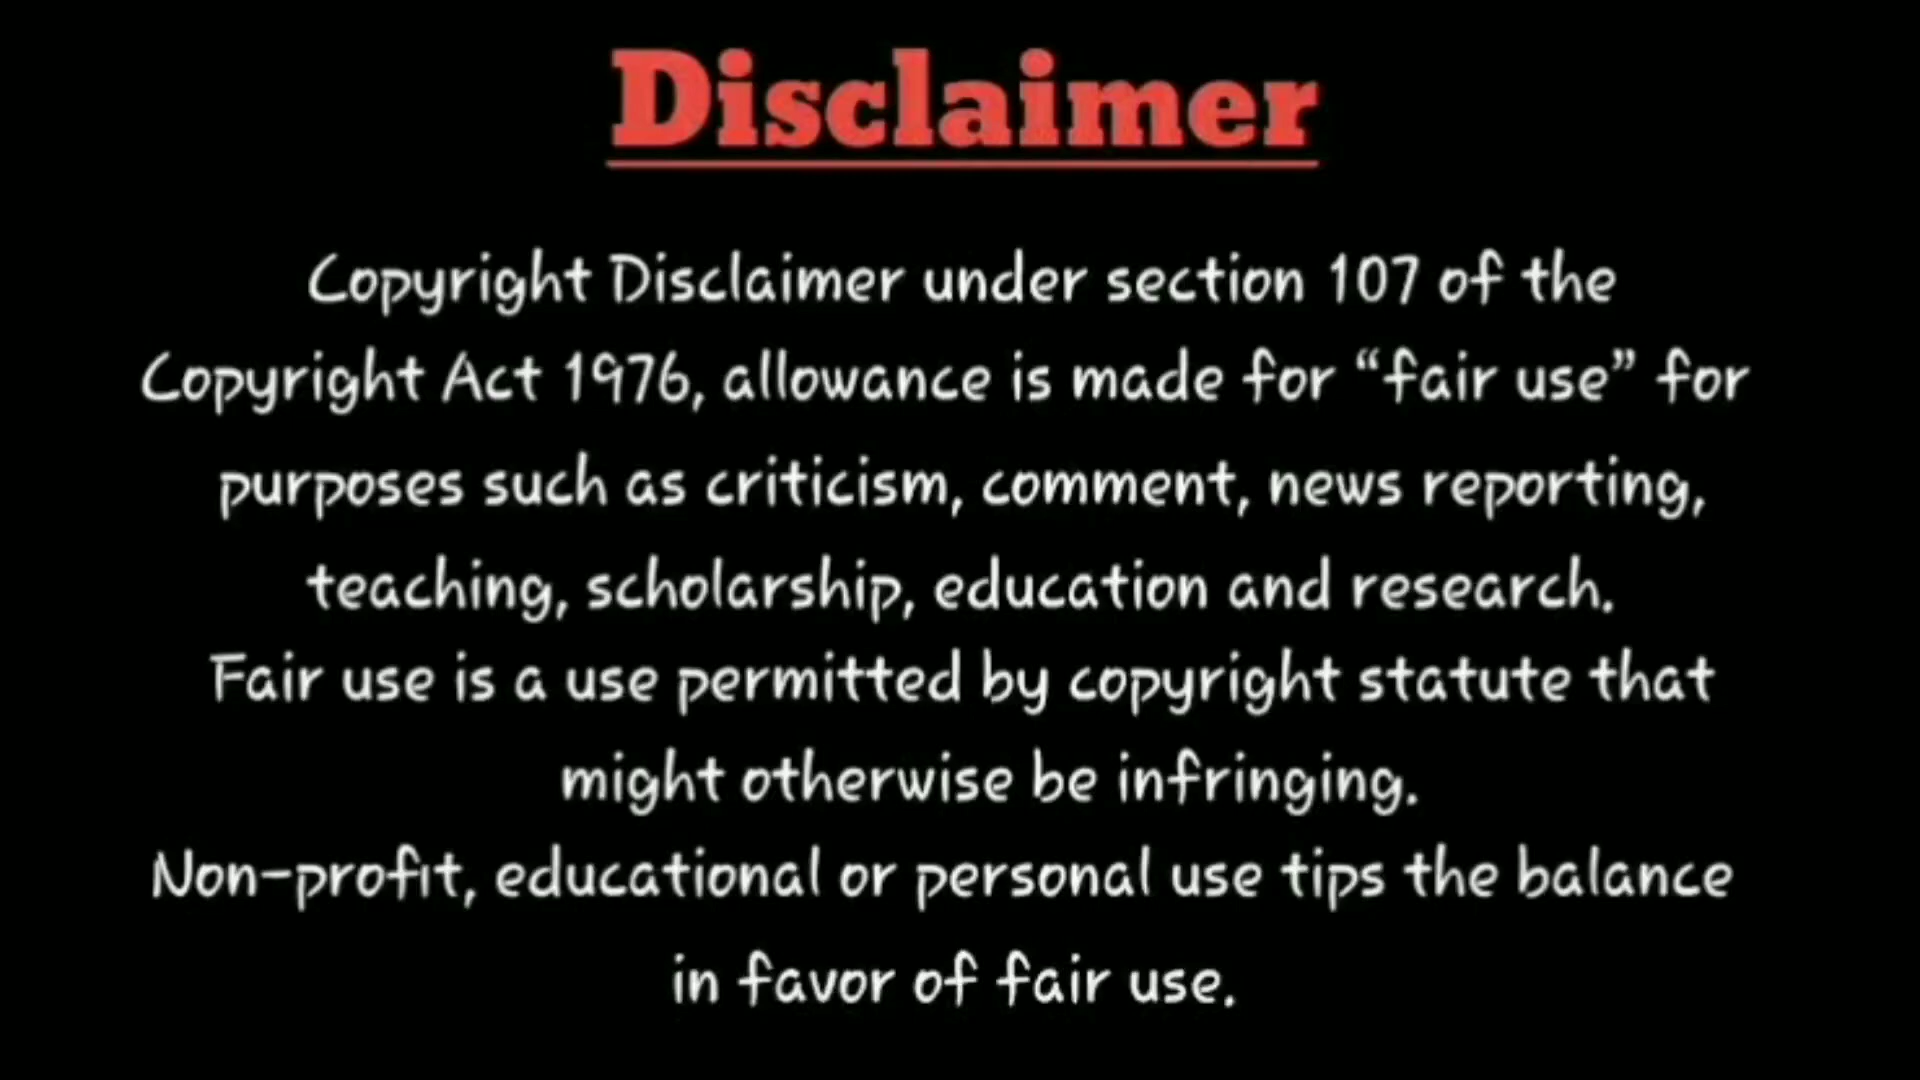 Disclaimer
Copyright Disclaimer under section 107 of the
Copyright Act 1976, allowance is made for “fair use” for
purposes such as criticism, comment, news reporting,
teaching, scholarship, education and research.
Fair use is a use permitted by copyright statute that
might otherwise be infringing.
Non-profit, educational or personal use tips the balance
in favor of fair use.